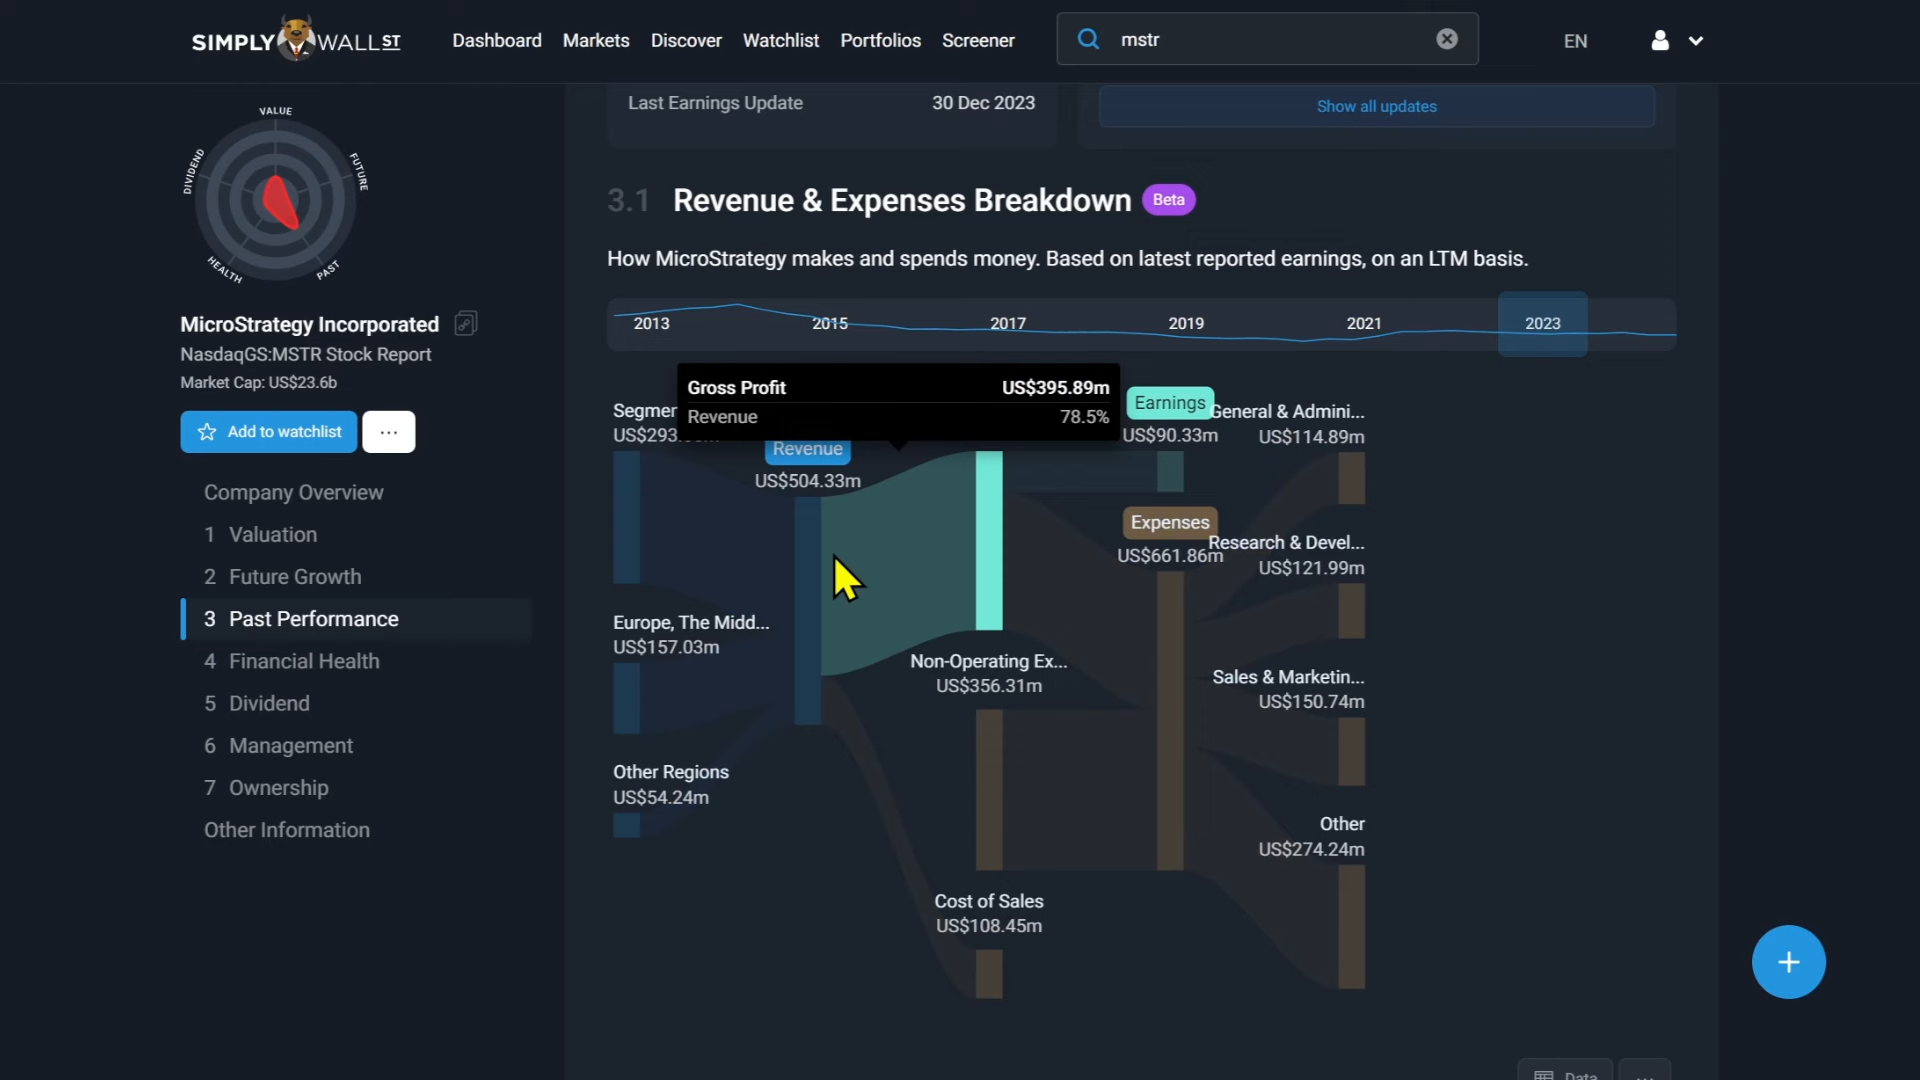 SIMPLY WALL ST
Dashboard Markets Discover Watchlist Portfolios Screener
mstr
EN
VALUE
FUTURE
PAST
HEALTH
DIVIDEND
MicroStrategy Incorporated
NasdaqGS:MSTR Stock Report
Market Cap: US$23.6b
Add to watchlist
...
Company Overview
1 Valuation
2 Future Growth
3 Past Performance
4 Financial Health
5 Dividend
6 Management
7 Ownership
Other Information
Last Earnings Update 30 Dec 2023
Show all updates
3.1 Revenue & Expenses Breakdown Beta
How MicroStrategy makes and spends money. Based on latest reported earnings, on an LTM basis.
2013 2015 2017 2019 2021 2023
Gross Profit US$395.89m
Revenue 78.5%
Segmen
US$293.
Revenue
US$504.33m
Earnings
US$90.33m
General & Admini...
US$114.89m
Expenses
US$661.86m
Research & Devel...
US$121.99m
Europe, The Midd...
US$157.03m
Non-Operating Ex...
US$356.31m
Sales & Marketin...
US$150.74m
Other Regions
US$54.24m
Other
US$274.24m
Cost of Sales
US$108.45m
Data